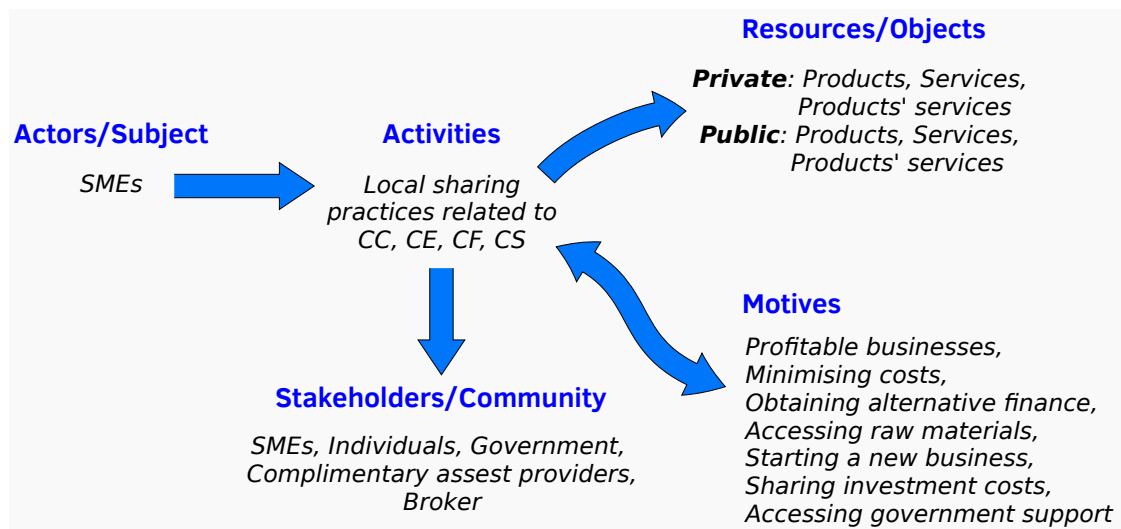 Resources/Objects
Private: Products, Services,
Products' services
Public: Products, Services,
Products' services
Actors/Subject
SMEs
Activities
Local sharing
practices related to
CC, CE, CF, CS
Motives
Profitable businesses,
Minimising costs,
Obtaining alternative finance,
Accessing raw materials,
Starting a new business,
Sharing investment costs,
Accessing government support
Stakeholders/Community
SMEs, Individuals, Government,
Complimentary assest providers,
Broker